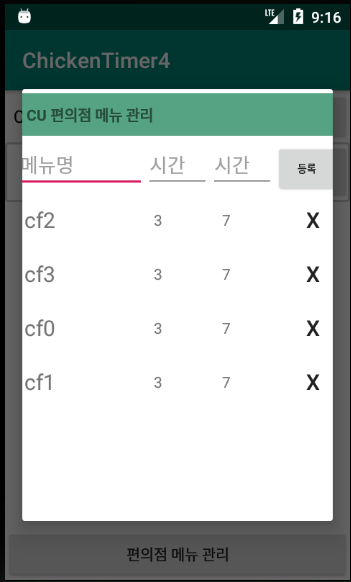 LTE 9:16
ChickenTimer4
C
CU 편의점 메뉴 관리
메뉴명 시간 시간 등록
cf2 3 7 X
cf3 3 7 X
cf0 3 7 X
cf1 3 7 X
편의점 메뉴 관리